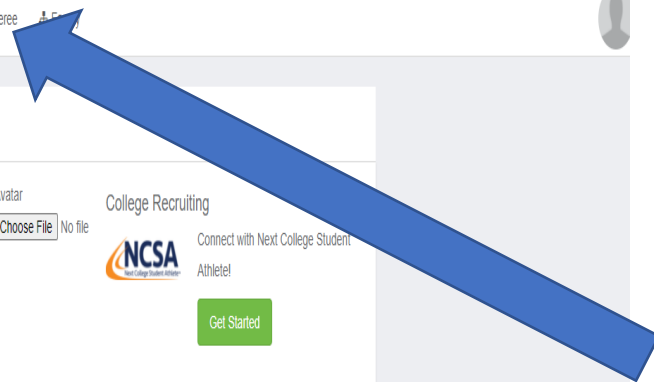 College Recruiting
Choose File No file
NCSA
Next College Student Athlete
Connect with Next College Student
Athlete!
Get Started